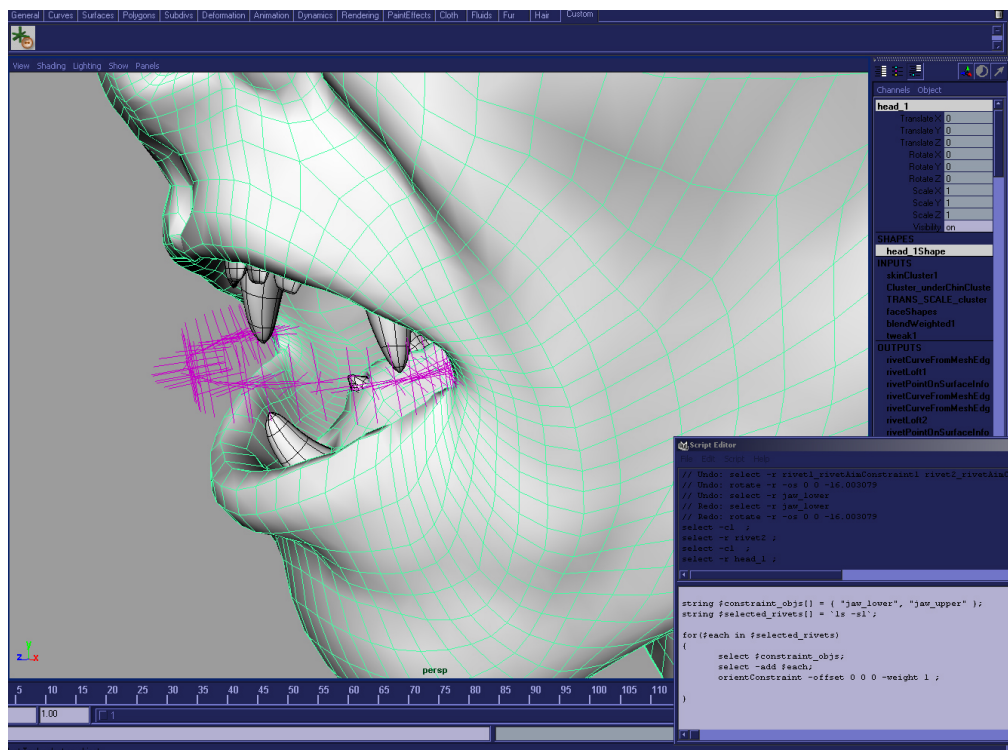 General Curves Surfaces Polygons Subdivs Deformation Animation Dynamics Rendering PaintEffects Cloth Fluids Fur Hair Custom
View Shading Lighting Show Panels
Channels Object
head_1
Translate X 0
Translate Y 0
Translate Z 0
Rotate X 0
Rotate Y 0
Rotate Z 0
Scale X 1
Scale Y 1
Scale Z 1
Visibility on
SHAPES
head_1Shape
INPUTS
skinCluster1
Cluster_underChinCluste
TRANS_SCALE_cluster
faceShapes
blendWeighted1
tweak1
OUTPUTS
rivetCurveFromMeshEdg
rivetLoft1
rivetPointOnSurfaceInfo
rivetCurveFromMeshEdg
rivetCurveFromMeshEdg
rivetLoft2
rivetPointOnSurfaceInfo
y
z x
persp
5 10 15 20 25 30 35 40 45 50 55 60 65 70 75 80 85 90 95 100 105 110
1.00 1
Script Editor
File Edit Script Help
// Undo: select -r rivet1_rivetAimConstraint1 rivet2_rivetAimC
// Undo: rotate -r -os 0 0 -16.003079
// Undo: select -r jaw_lower
// Redo: select -r jaw_lower
// Redo: rotate -r -os 0 0 -16.003079
select -cl ;
select -r rivet2 ;
select -cl ;
select -r head_1 ;
string $constraint_objs[] = { "jaw_lower", "jaw_upper" };
string $selected_rivets[] = `ls -sl`;
for($each in $selected_rivets)
{
select $constraint_objs;
select -add $each;
orientConstraint -offset 0 0 0 -weight 1 ;
}